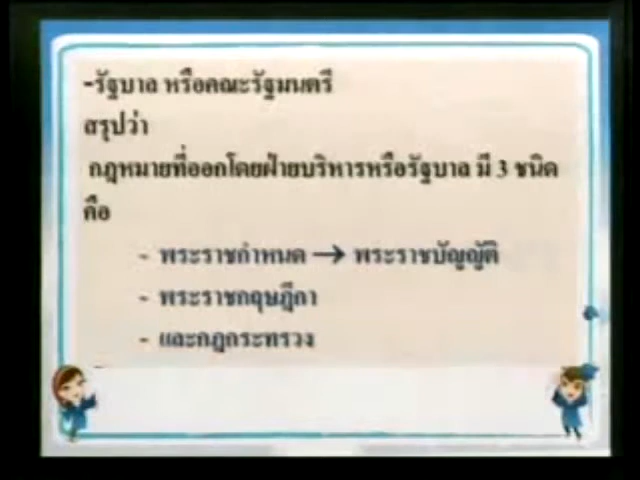 -รัฐบาล หรือคณะรัฐมนตรี
สรุปว่า
กฎหมายที่ออกโดยฝ่ายบริหารหรือรัฐบาล มี 3 ชนิด
คือ
- พระราชกำหนด → พระราชบัญญัติ
- พระราชกฤษฎีกา
- และกฎกระทรวง